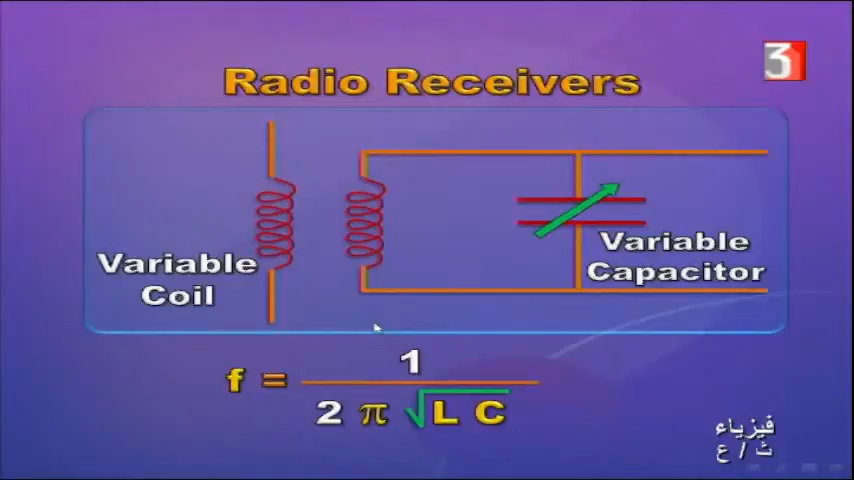 3
Radio Receivers
Variable
Coil
Variable
Capacitor
f = 1 / 2 π √L C
فيزياء
ث / ع